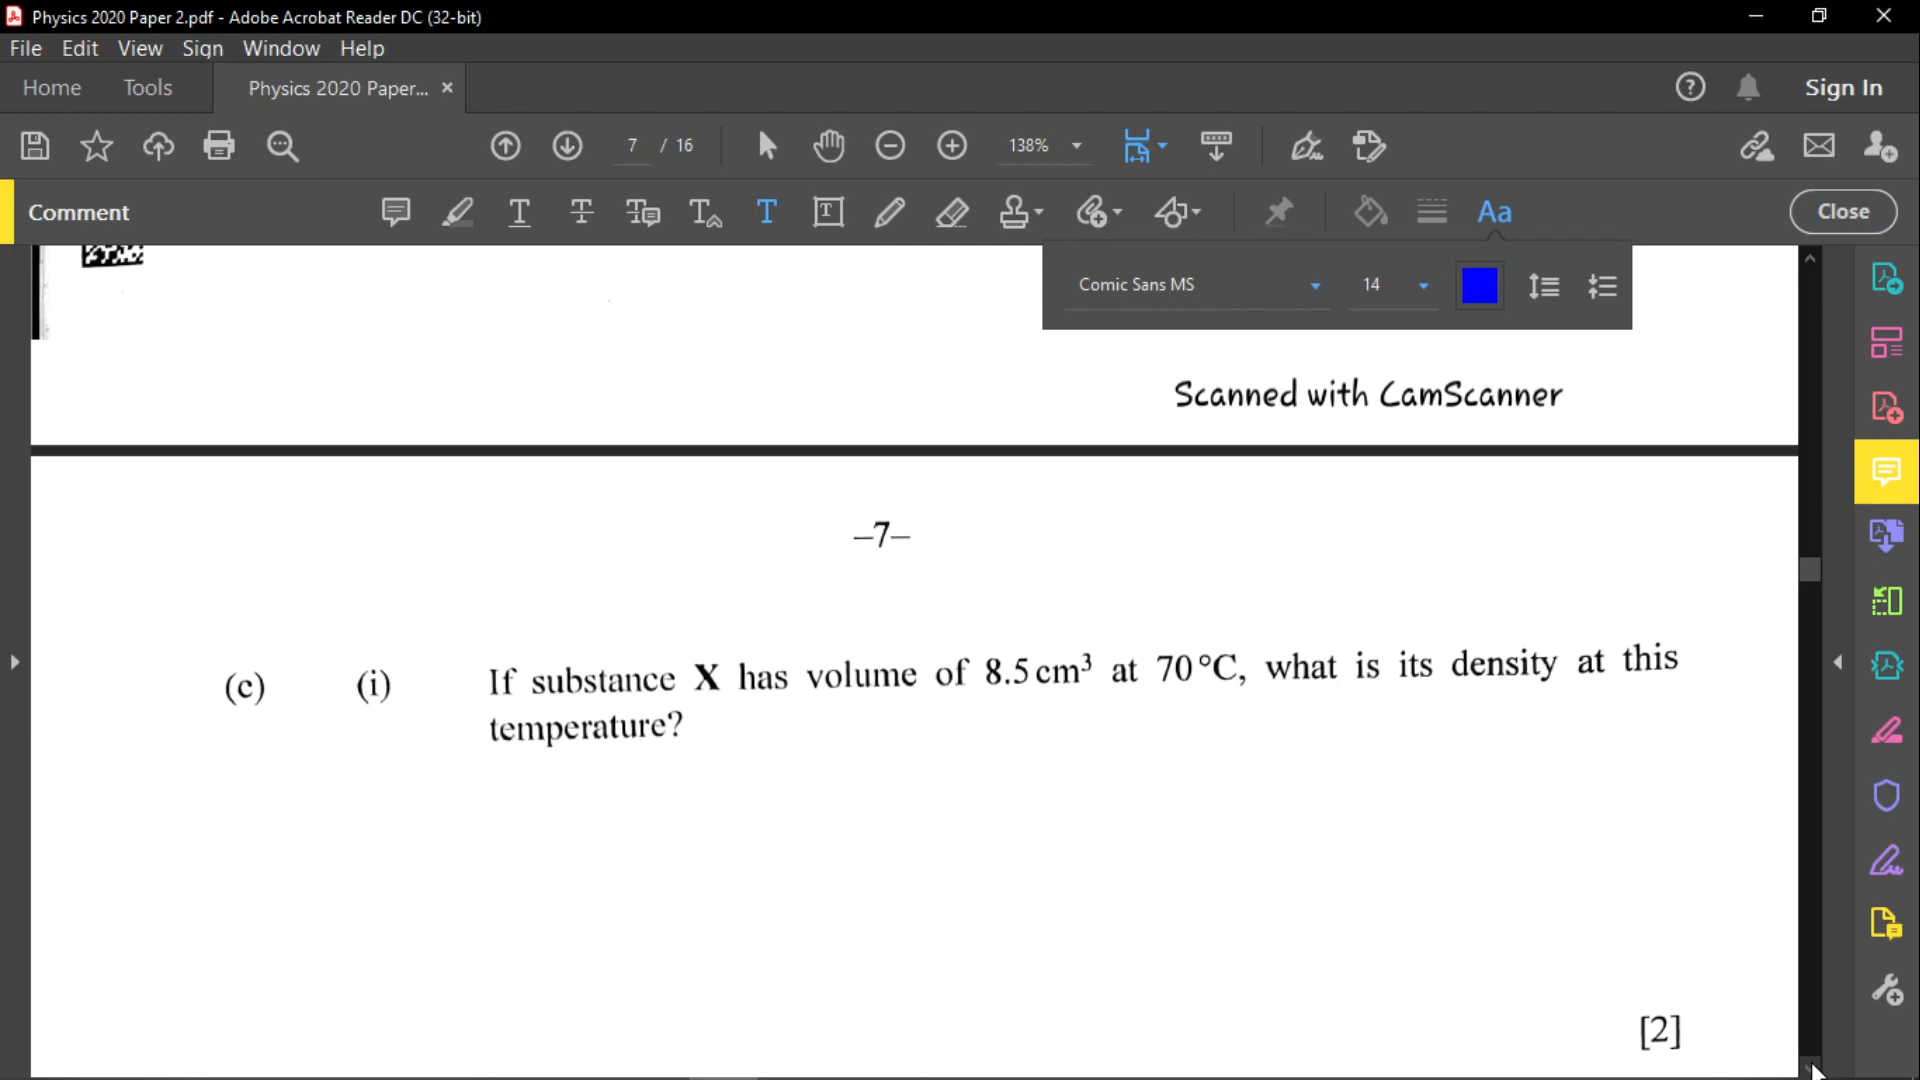 Physics 2020 Paper 2.pdf - Adobe Acrobat Reader DC (32-bit)
File Edit View Sign Window Help
Home Tools Physics 2020 Paper... × Sign In
7 / 16 138%
Comment Close
Comic Sans MS 14
Scanned with CamScanner
–7–
(c) (i) If substance X has volume of 8.5 cm³ at 70 °C, what is its density at this
temperature?
[2]